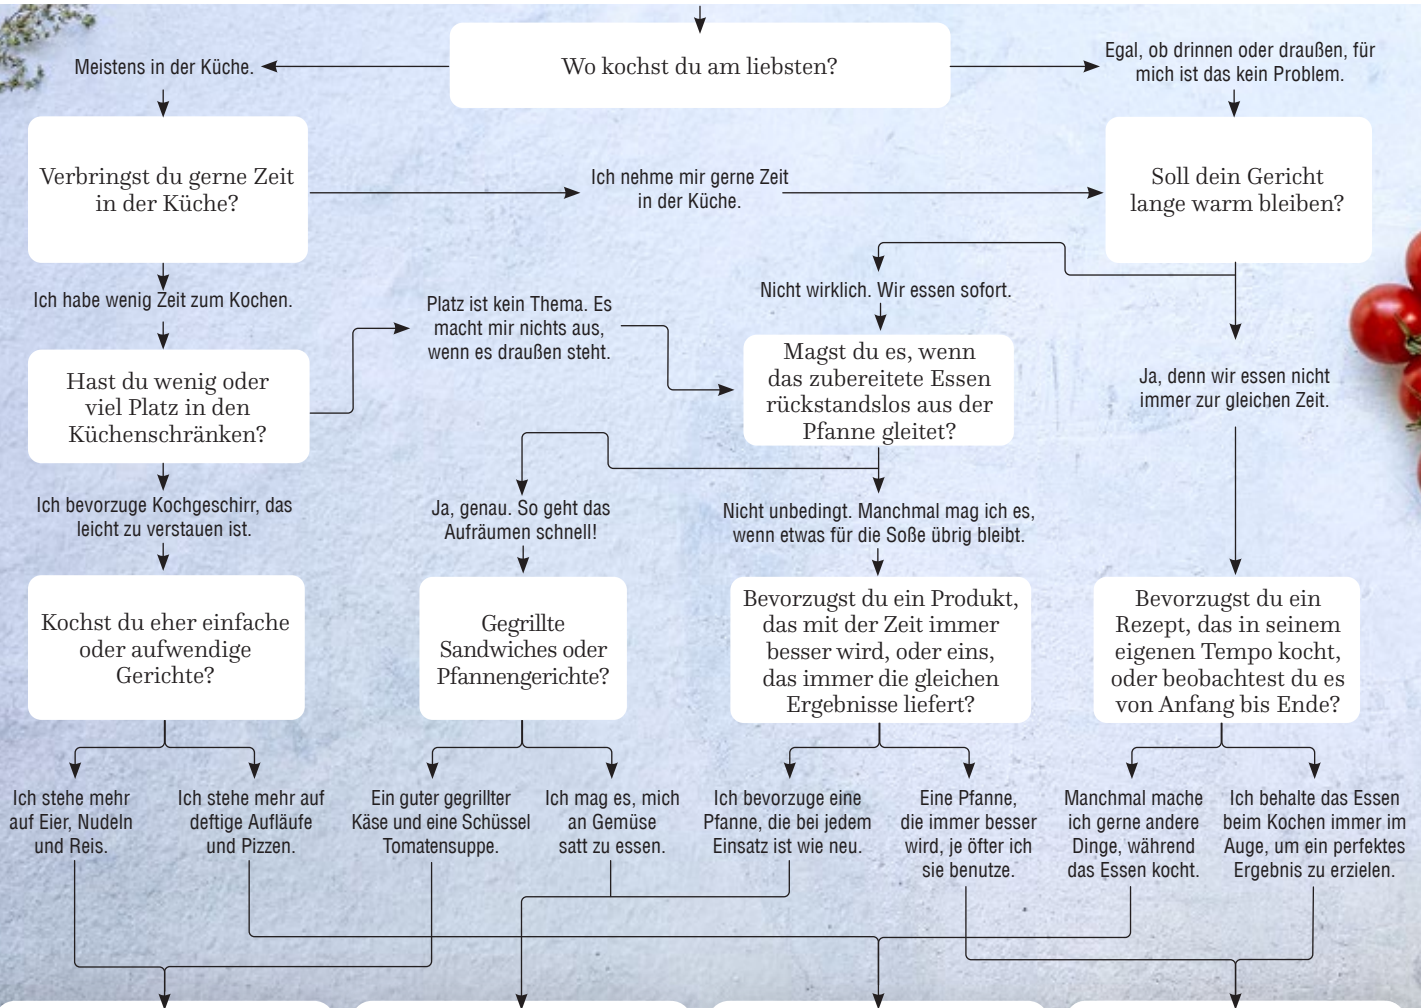 Wo kochst du am liebsten?
Meistens in der Küche.
Egal, ob drinnen oder draußen, für
mich ist das kein Problem.
Verbringst du gerne Zeit
in der Küche?
Ich nehme mir gerne Zeit
in der Küche.
Soll dein Gericht
lange warm bleiben?
Ich habe wenig Zeit zum Kochen.
Platz ist kein Thema. Es
macht mir nichts aus,
wenn es draußen steht.
Nicht wirklich. Wir essen sofort.
Hast du wenig oder
viel Platz in den
Küchenschränken?
Magst du es, wenn
das zubereitete Essen
rückstandslos aus der
Pfanne gleitet?
Ja, denn wir essen nicht
immer zur gleichen Zeit.
Ich bevorzuge Kochgeschirr, das
leicht zu verstauen ist.
Ja, genau. So geht das
Aufräumen schnell!
Nicht unbedingt. Manchmal mag ich es,
wenn etwas für die Soße übrig bleibt.
Kochst du eher einfache
oder aufwendige
Gerichte?
Gegrillte
Sandwiches oder
Pfannengerichte?
Bevorzugst du ein Produkt,
das mit der Zeit immer
besser wird, oder eins,
das immer die gleichen
Ergebnisse liefert?
Bevorzugst du ein
Rezept, das in seinem
eigenen Tempo kocht,
oder beobachtest du es
von Anfang bis Ende?
Ich stehe mehr
auf Eier, Nudeln
und Reis.
Ich stehe mehr auf
deftige Aufläufe
und Pizzen.
Ein guter gegrillter
Käse und eine Schüssel
Tomatensuppe.
Ich mag es, mich
an Gemüse
satt zu essen.
Ich bevorzuge eine
Pfanne, die bei jedem
Einsatz ist wie neu.
Eine Pfanne,
die immer besser
wird, je öfter ich
sie benutze.
Manchmal mache
ich gerne andere
Dinge, während
das Essen kocht.
Ich behalte das Essen
beim Kochen immer im
Auge, um ein perfektes
Ergebnis zu erzielen.